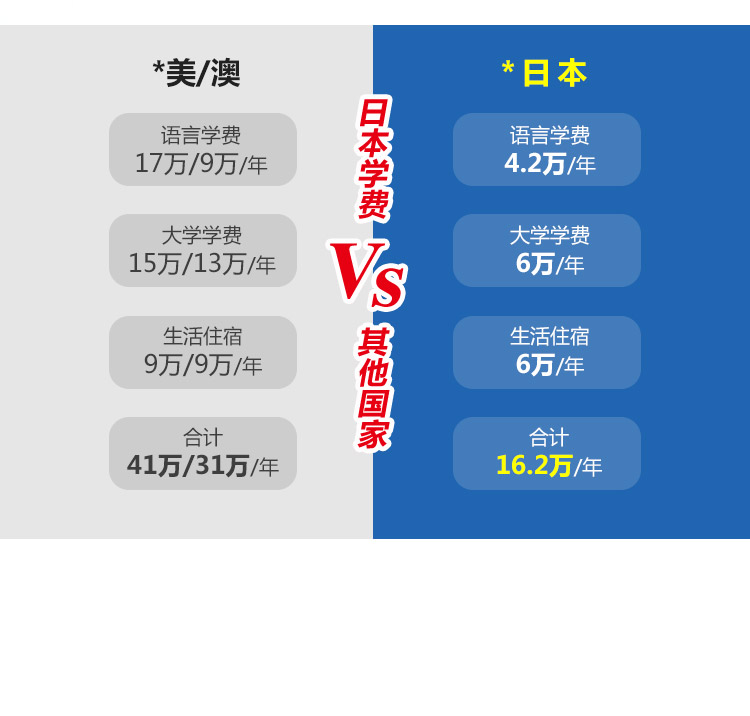 *美/澳
语言学费
17万/9万/年
大学学费
15万/13万/年
生活住宿
9万/9万/年
合计
41万/31万/年
日本学费
Vs
其他国家
*日本
语言学费
4.2万/年
大学学费
6万/年
生活住宿
6万/年
合计
16.2万/年